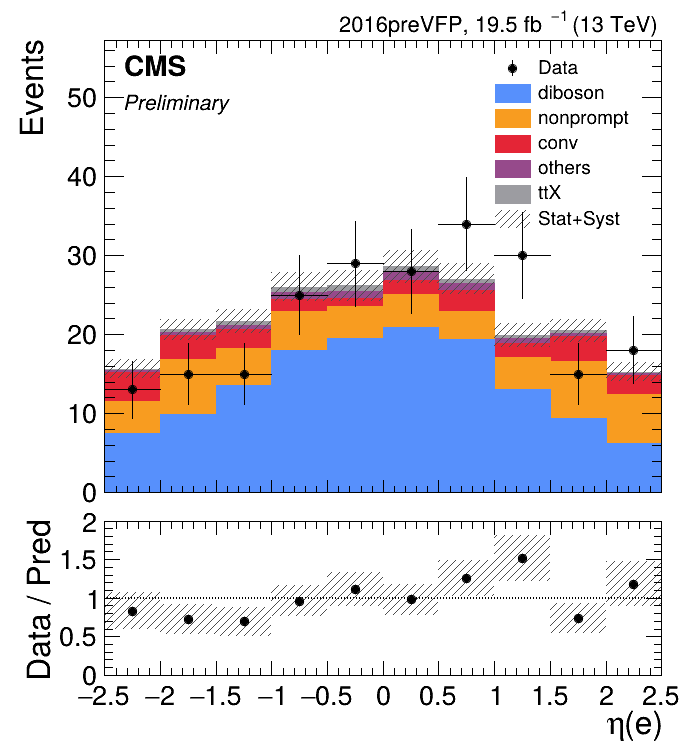 2016preVFP, 19.5 fb⁻¹ (13 TeV)
CMS
Preliminary
Events
50
40
30
20
10
0
Data
diboson
nonprompt
conv
others
ttX
Stat+Syst
Data / Pred
2
1.5
1
0.5
0
−2.5 −2 −1.5 −1 −0.5 0 0.5 1 1.5 2 2.5
η(e)